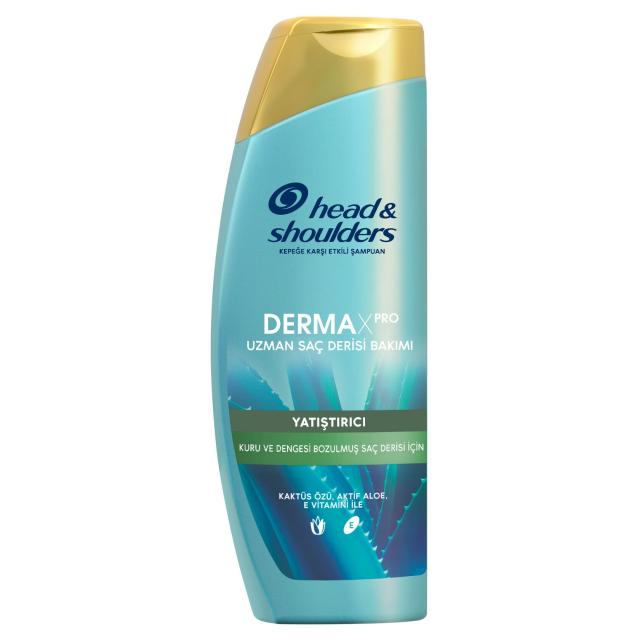 head &
shoulders
KEPEĞE KARŞI ETKİLİ ŞAMPUAN
DERMAXPRO
UZMAN SAÇ DERİSİ BAKIMI
YATIŞTIRICI
KURU VE DENGESİ BOZULMUŞ SAÇ DERİSİ İÇİN
KAKTÜS ÖZÜ, AKTİF ALOE,
E VİTAMİNİ İLE
E